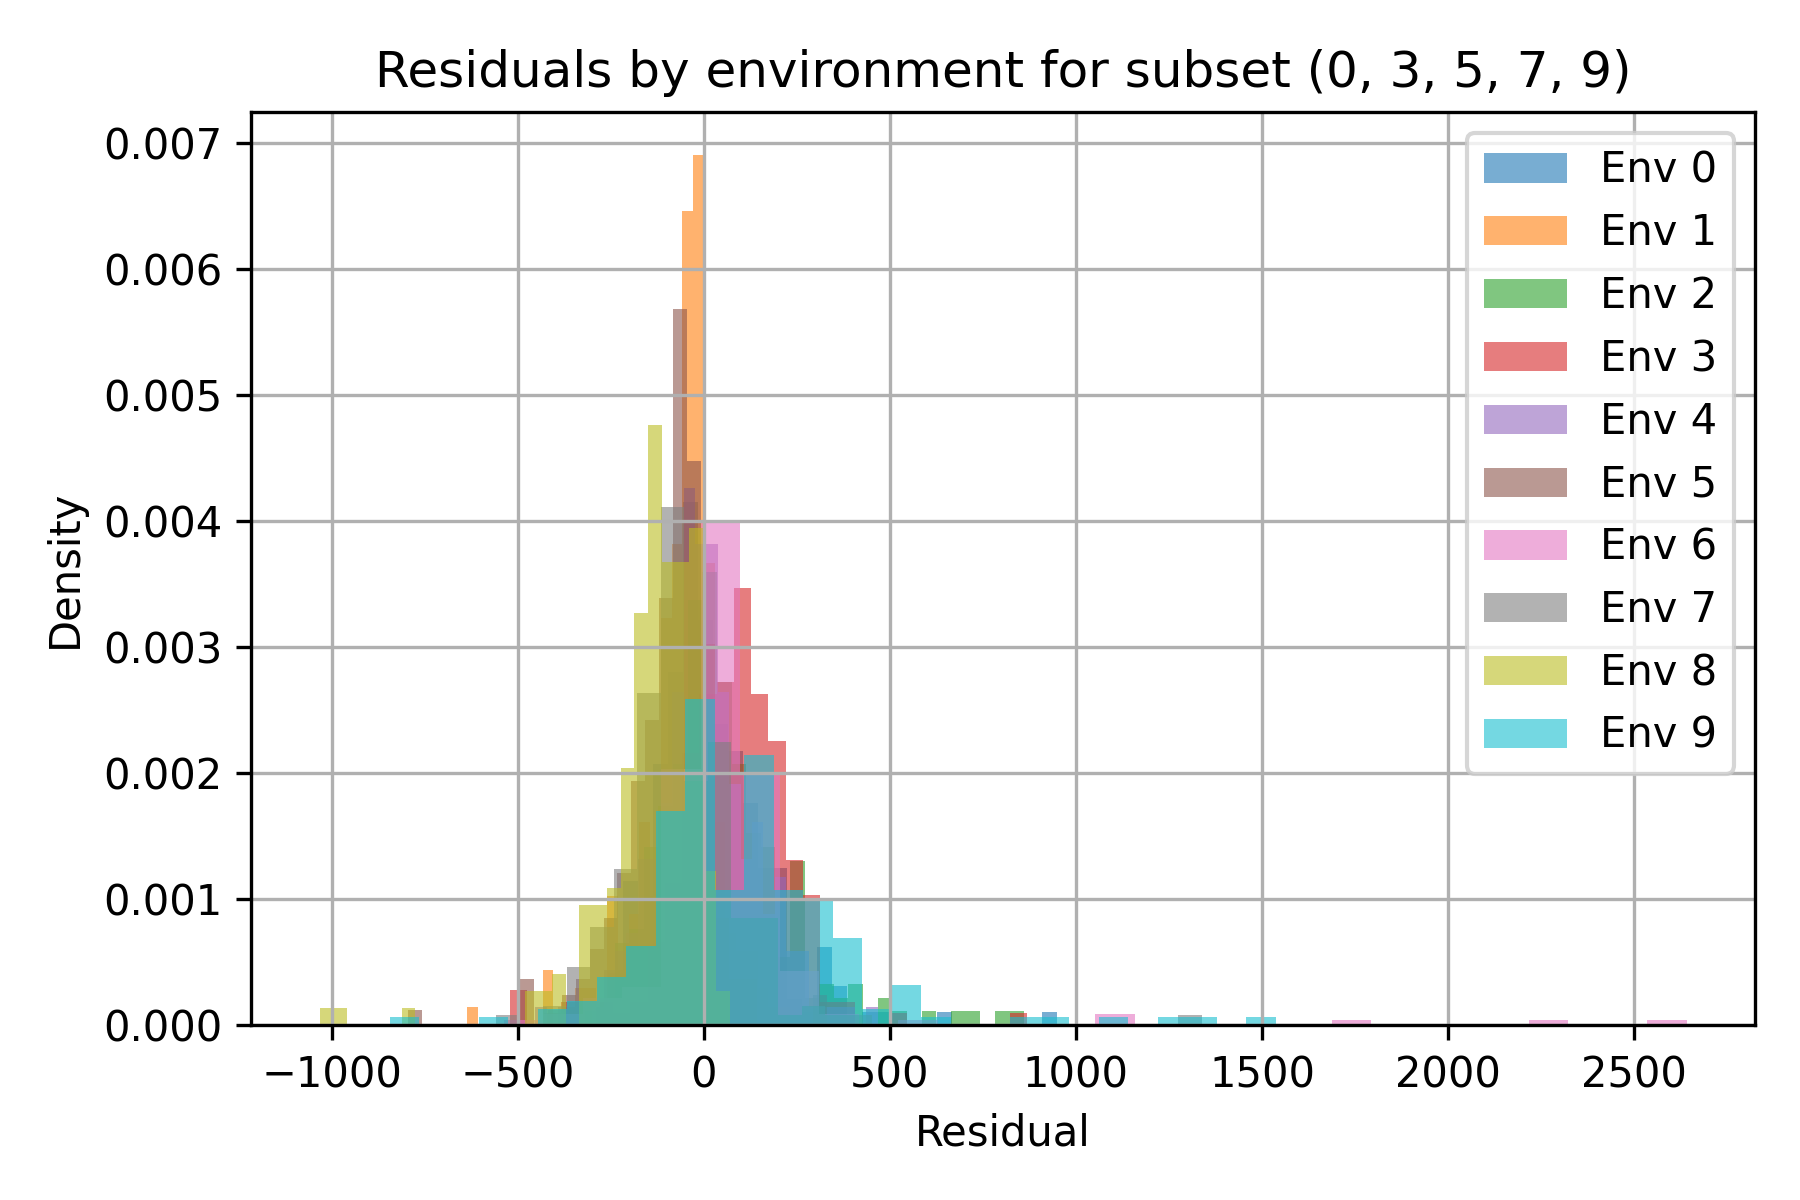 Residuals by environment for subset (0, 3, 5, 7, 9)
0.007
0.006
0.005
0.004
0.003
0.002
0.001
0.000
Density
Env 0
Env 1
Env 2
Env 3
Env 4
Env 5
Env 6
Env 7
Env 8
Env 9
−1000 −500 0 500 1000 1500 2000 2500
Residual